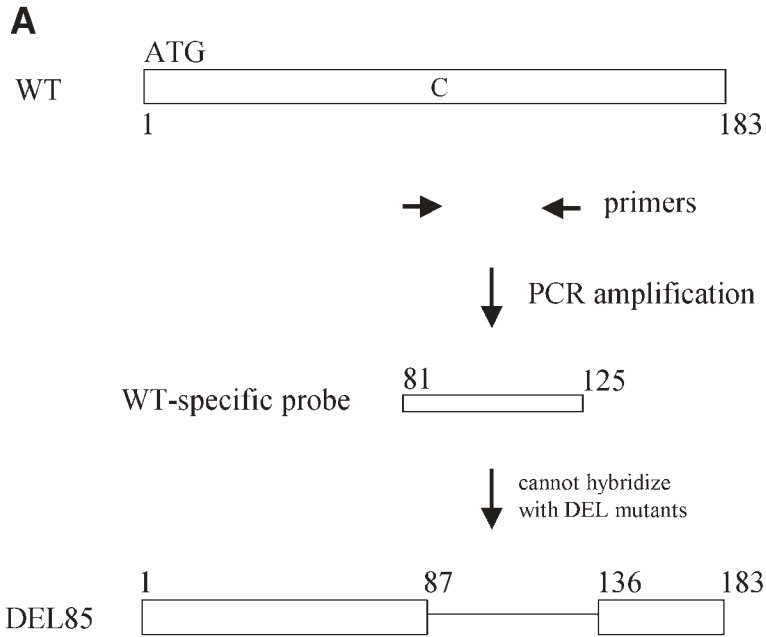 A
ATG
WT
C
1 183
primers
PCR amplification
81 125
WT-specific probe
cannot hybridize
with DEL mutants
1 87 136 183
DEL85